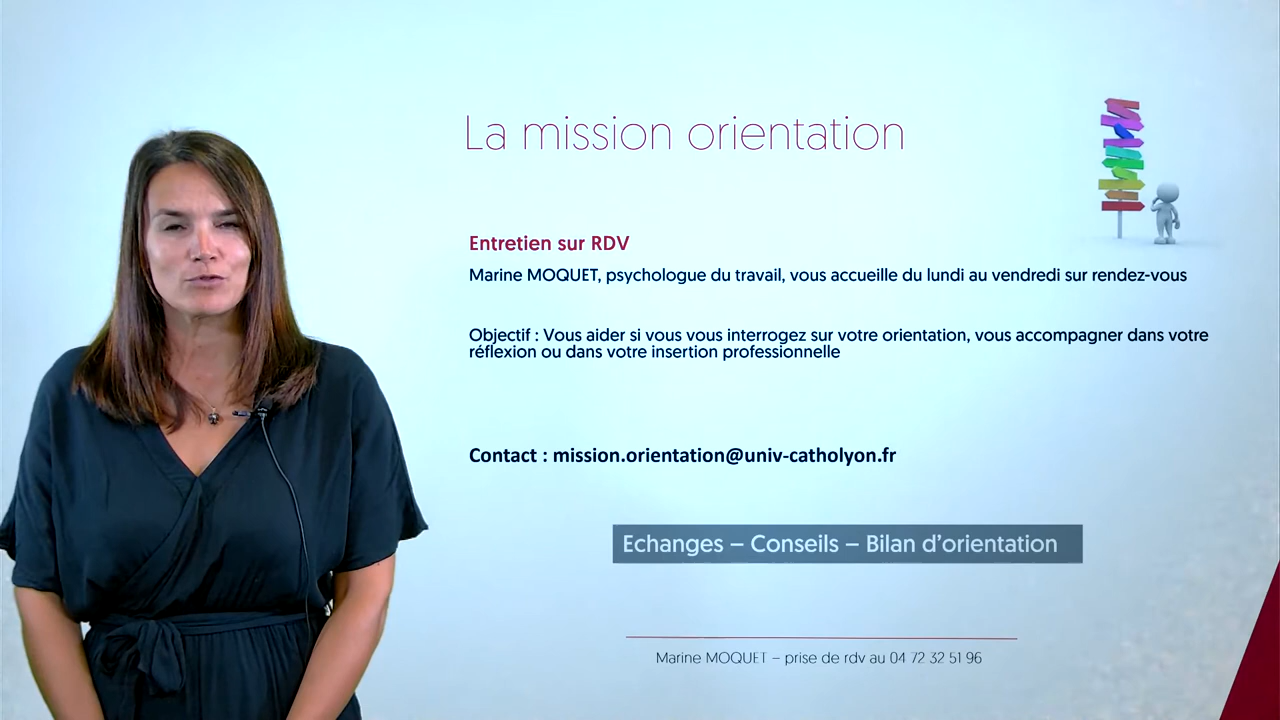 La mission orientation
Entretien sur RDV
Marine MOQUET, psychologue du travail, vous accueille du lundi au vendredi sur rendez-vous
Objectif : Vous aider si vous vous interrogez sur votre orientation, vous accompagner dans votre
réflexion ou dans votre insertion professionnelle
Contact : mission.orientation@univ-catholyon.fr
Echanges – Conseils – Bilan d'orientation
Marine MOQUET – prise de rdv au 04 72 32 51 96